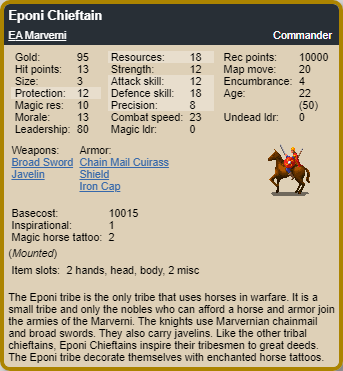 Eponi Chieftain
EA Marverni Commander
Gold: 95 Resources: 18 Rec points: 10000
Hit points: 13 Strength: 12 Map move: 20
Size: 3 Attack skill: 12 Encumbrance: 4
Protection: 12 Defence skill: 18 Age: 22
Magic res: 10 Precision: 8 (50)
Morale: 13 Combat speed: 23 Undead ldr: 0
Leadership: 80 Magic ldr: 0
Weapons: Armor:
Broad Sword Chain Mail Cuirass
Javelin Shield
Iron Cap
Basecost: 10015
Inspirational: 1
Magic horse tattoo: 2
(Mounted)
Item slots: 2 hands, head, body, 2 misc
The Eponi tribe is the only tribe that uses horses in warfare. It is a
small tribe and only the nobles who can afford a horse and armor join
the armies of the Marverni. The knights use Marvernian chainmail
and broad swords. They also carry javelins. Like the other tribal
chieftains, Eponi Chieftains inspire their tribesmen to great deeds.
The Eponi tribe decorate themselves with enchanted horse tattoos.